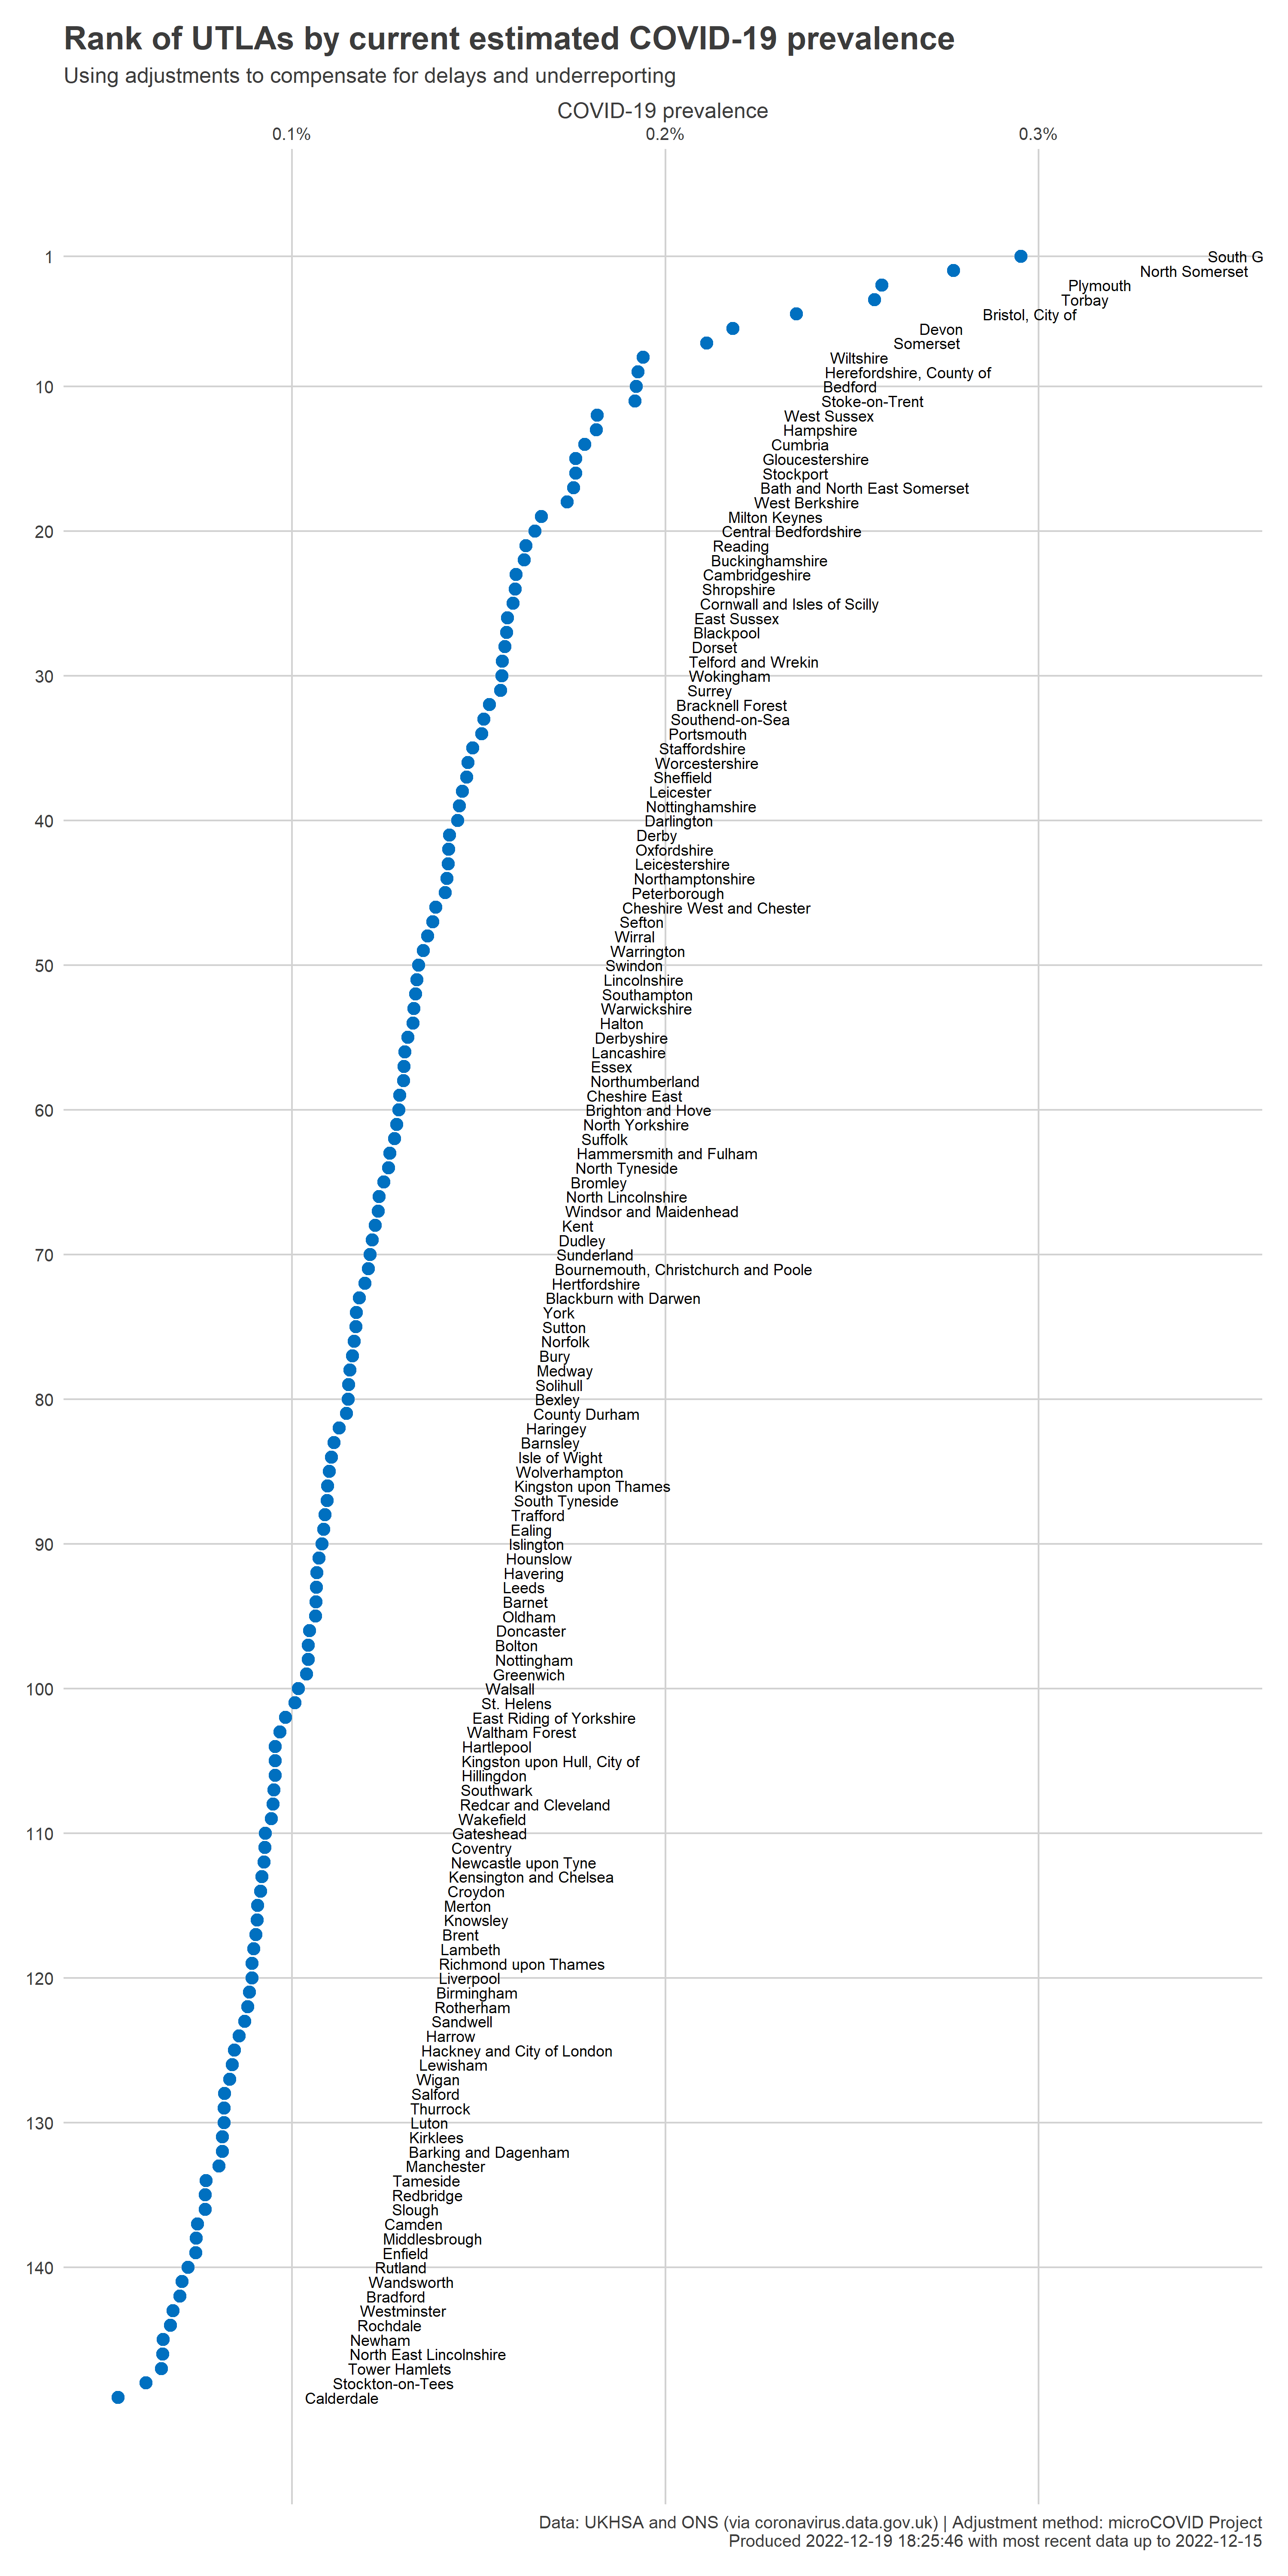 Rank of UTLAs by current estimated COVID-19 prevalence
Using adjustments to compensate for delays and underreporting
COVID-19 prevalence
0.1% 0.2% 0.3%
1 South G
North Somerset
Plymouth
Torbay
Bristol, City of
Devon
Somerset
Wiltshire
Herefordshire, County of
10 Bedford
Stoke-on-Trent
West Sussex
Hampshire
Cumbria
Gloucestershire
Stockport
Bath and North East Somerset
West Berkshire
Milton Keynes
20 Central Bedfordshire
Reading
Buckinghamshire
Cambridgeshire
Shropshire
Cornwall and Isles of Scilly
East Sussex
Blackpool
Dorset
Telford and Wrekin
30 Wokingham
Surrey
Bracknell Forest
Southend-on-Sea
Portsmouth
Staffordshire
Worcestershire
Sheffield
Leicester
Nottinghamshire
40 Darlington
Derby
Oxfordshire
Leicestershire
Northamptonshire
Peterborough
Cheshire West and Chester
Sefton
Wirral
Warrington
50 Swindon
Lincolnshire
Southampton
Warwickshire
Halton
Derbyshire
Lancashire
Essex
Northumberland
Cheshire East
60 Brighton and Hove
North Yorkshire
Suffolk
Hammersmith and Fulham
North Tyneside
Bromley
North Lincolnshire
Windsor and Maidenhead
Kent
Dudley
70 Sunderland
Bournemouth, Christchurch and Poole
Hertfordshire
Blackburn with Darwen
York
Sutton
Norfolk
Bury
Medway
Solihull
80 Bexley
County Durham
Haringey
Barnsley
Isle of Wight
Wolverhampton
Kingston upon Thames
South Tyneside
Trafford
Ealing
90 Islington
Hounslow
Havering
Leeds
Barnet
Oldham
Doncaster
Bolton
Nottingham
Greenwich
100 Walsall
St. Helens
East Riding of Yorkshire
Waltham Forest
Hartlepool
Kingston upon Hull, City of
Hillingdon
Southwark
Redcar and Cleveland
Wakefield
110 Gateshead
Coventry
Newcastle upon Tyne
Kensington and Chelsea
Croydon
Merton
Knowsley
Brent
Lambeth
Richmond upon Thames
120 Liverpool
Birmingham
Rotherham
Sandwell
Harrow
Hackney and City of London
Lewisham
Wigan
Salford
Thurrock
130 Luton
Kirklees
Barking and Dagenham
Manchester
Tameside
Redbridge
Slough
Camden
Middlesbrough
Enfield
140 Rutland
Wandsworth
Bradford
Westminster
Rochdale
Newham
North East Lincolnshire
Tower Hamlets
Stockton-on-Tees
Calderdale
Data: UKHSA and ONS (via coronavirus.data.gov.uk) | Adjustment method: microCOVID Project
Produced 2022-12-19 18:25:46 with most recent data up to 2022-12-15